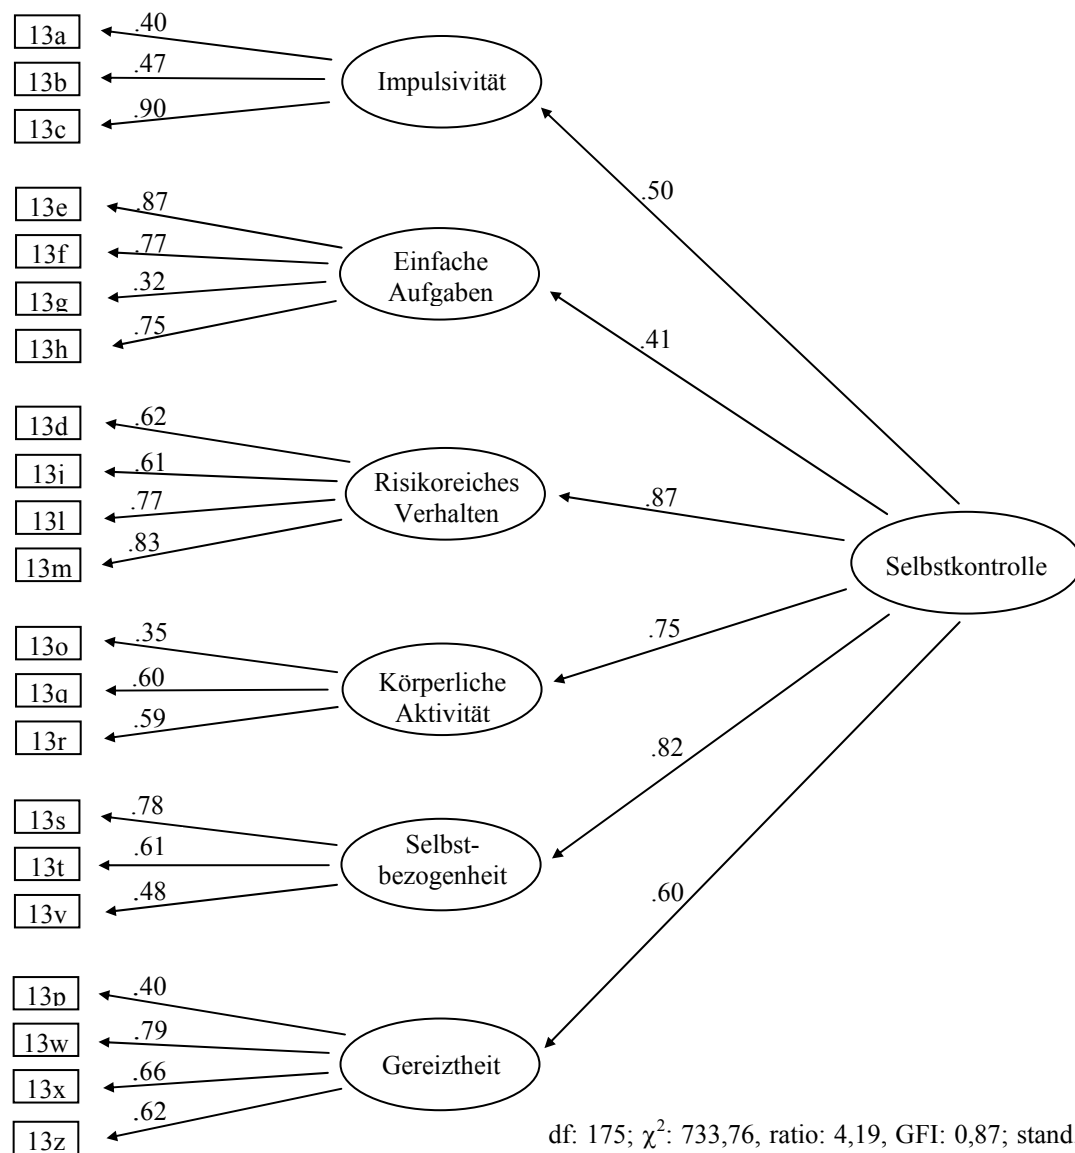 13a
.40
13b
.47
13c
.90
Impulsivität
.50
13e
.87
13f
.77
13g
.32
13h
.75
Einfache
Aufgaben
.41
13d
.62
13j
.61
13l
.77
13m
.83
Risikoreiches
Verhalten
.87
Selbstkontrolle
13o
.35
13q
.60
13r
.59
Körperliche
Aktivität
.75
13s
.78
13t
.61
13v
.48
Selbst-
bezogenheit
.82
13p
.40
13w
.79
13x
.66
13z
.62
Gereiztheit
.60
df: 175; χ²: 733,76, ratio: 4,19, GFI: 0,87; stand